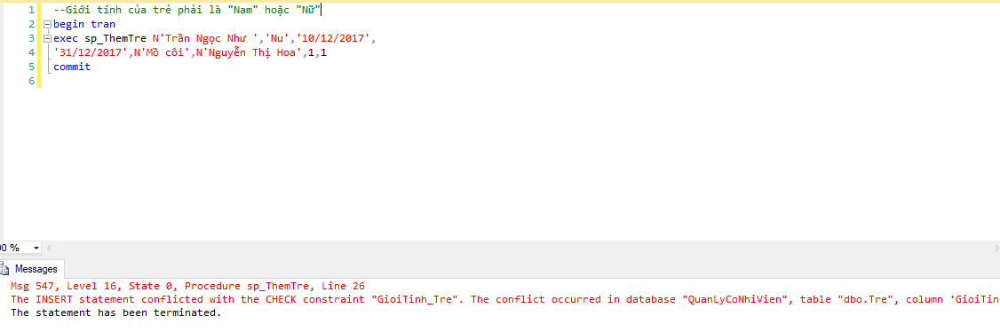 1 --Giới tính của trẻ phải là "Nam" hoặc "Nữ"
2 begin tran
3 exec sp_ThemTre N'Trần Ngọc Như ','Nu','10/12/2017',
4 '31/12/2017',N'Mồ côi',N'Nguyễn Thị Hoa',1,1
5 commit
6
00 %
Messages
Msg 547, Level 16, State 0, Procedure sp_ThemTre, Line 26
The INSERT statement conflicted with the CHECK constraint "GioiTinh_Tre". The conflict occurred in database "QuanLyCoNhiVien", table "dbo.Tre", column 'GioiTin
The statement has been terminated.